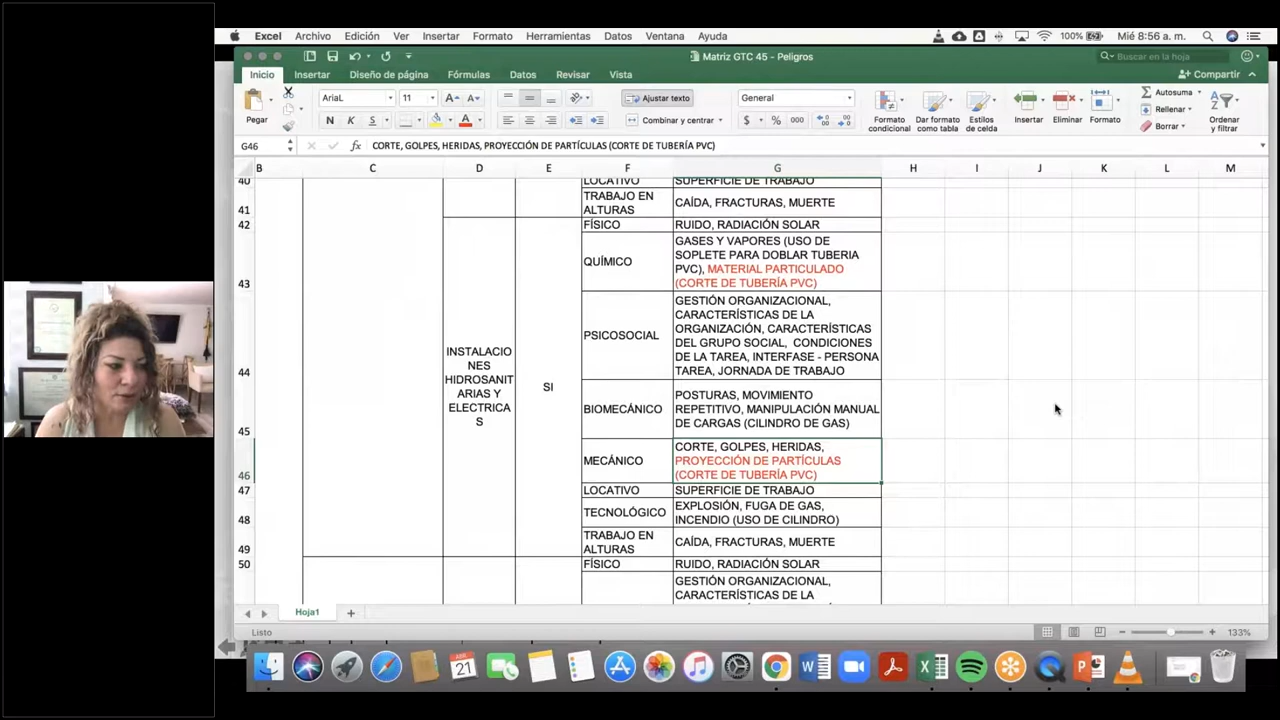 Excel Archivo Edición Ver Insertar Formato Herramientas Datos Ventana Ayuda 100% Mié 8:56 a. m.
Matriz GTC 45 - Peligros
Buscar en la hoja
Inicio Insertar Diseño de página Fórmulas Datos Revisar Vista Compartir
Pegar
ArialL 11 A A
N K S A
Ajustar texto
Combinar y centrar
General
$ % 000
Formato condicional
Dar formato como tabla
Estilos de celda
Insertar Eliminar Formato
Autosuma
Rellenar
Borrar
Ordenar y filtrar
G46 fx CORTE, GOLPES, HERIDAS, PROYECCIÓN DE PARTÍCULAS (CORTE DE TUBERÍA PVC)
B C D E F G H I J K L M
40 LOCATIVO SUPERFICIE DE TRABAJO
41 TRABAJO EN
ALTURAS
CAÍDA, FRACTURAS, MUERTE
42 FÍSICO RUIDO, RADIACIÓN SOLAR
43 QUÍMICO
GASES Y VAPORES (USO DE
SOPLETE PARA DOBLAR TUBERIA
PVC), MATERIAL PARTICULADO
(CORTE DE TUBERÍA PVC)
44 PSICOSOCIAL
GESTIÓN ORGANIZACIONAL,
CARACTERÍSTICAS DE LA
ORGANIZACIÓN, CARACTERÍSTICAS
DEL GRUPO SOCIAL, CONDICIONES
DE LA TAREA, INTERFASE - PERSONA
TAREA, JORNADA DE TRABAJO
INSTALACIO
NES
HIDROSANIT
ARIAS Y
ELECTRICA
S
SI
45 BIOMECÁNICO
POSTURAS, MOVIMIENTO
REPETITIVO, MANIPULACIÓN MANUAL
DE CARGAS (CILINDRO DE GAS)
46 MECÁNICO
CORTE, GOLPES, HERIDAS,
PROYECCIÓN DE PARTÍCULAS
(CORTE DE TUBERÍA PVC)
47 LOCATIVO SUPERFICIE DE TRABAJO
48 TECNOLÓGICO
EXPLOSIÓN, FUGA DE GAS,
INCENDIO (USO DE CILINDRO)
49 TRABAJO EN
ALTURAS
CAÍDA, FRACTURAS, MUERTE
50 FÍSICO RUIDO, RADIACIÓN SOLAR
GESTIÓN ORGANIZACIONAL,
CARACTERÍSTICAS DE LA
Hoja1
Listo
133%
21